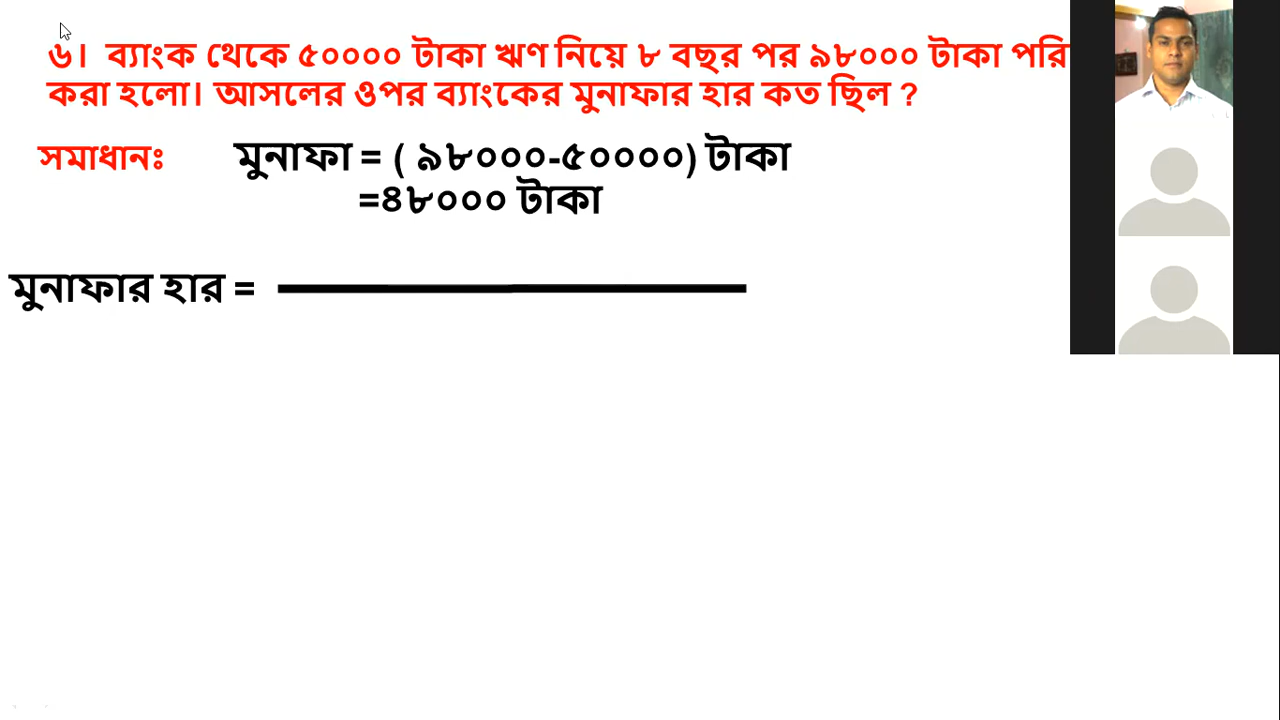 ৬। ব্যাংক থেকে ৫০০০০ টাকা ঋণ নিয়ে ৮ বছর পর ৯৮০০০ টাকা পরি
করা হলো। আসলের ওপর ব্যাংকের মুনাফার হার কত ছিল ?
সমাধানঃ মুনাফা = ( ৯৮০০০-৫০০০০) টাকা
=৪৮০০০ টাকা
মুনাফার হার =